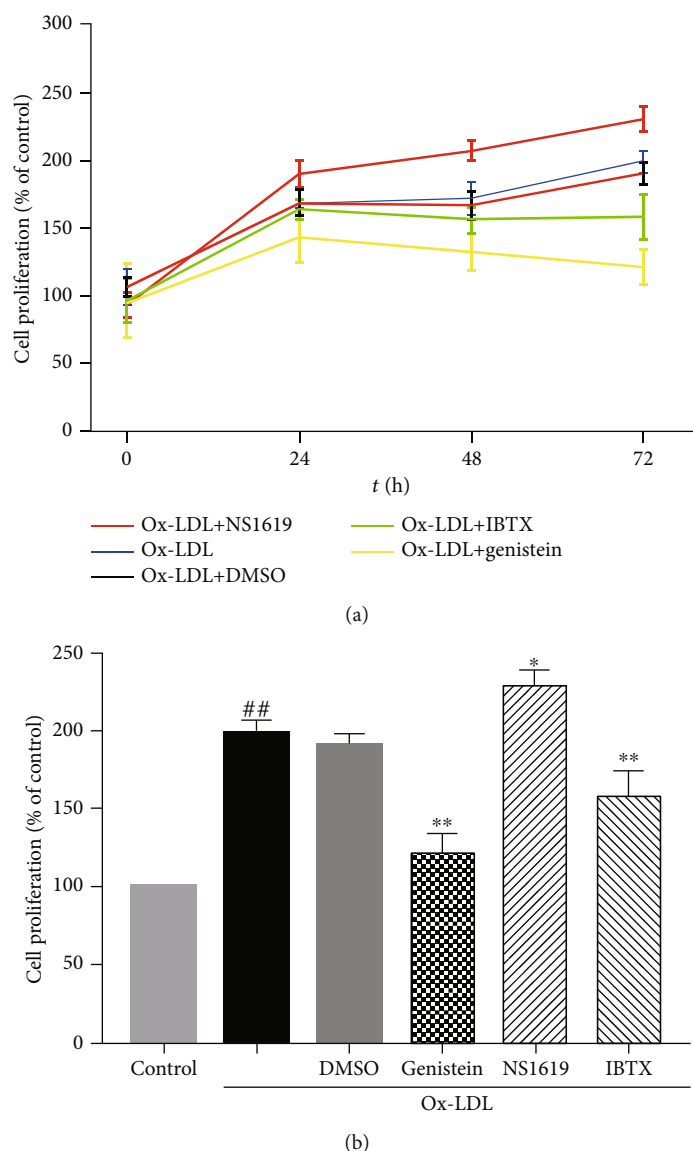 300
250
200
150
100
50
0
Cell proliferation (% of control)
0 24 48 72
t (h)
Ox-LDL+NS1619 Ox-LDL+IBTX
Ox-LDL Ox-LDL+genistein
Ox-LDL+DMSO
(a)
250
200
150
100
50
0
Cell proliferation (% of control)
##
**
*
**
Control DMSO Genistein NS1619 IBTX
Ox-LDL
(b)